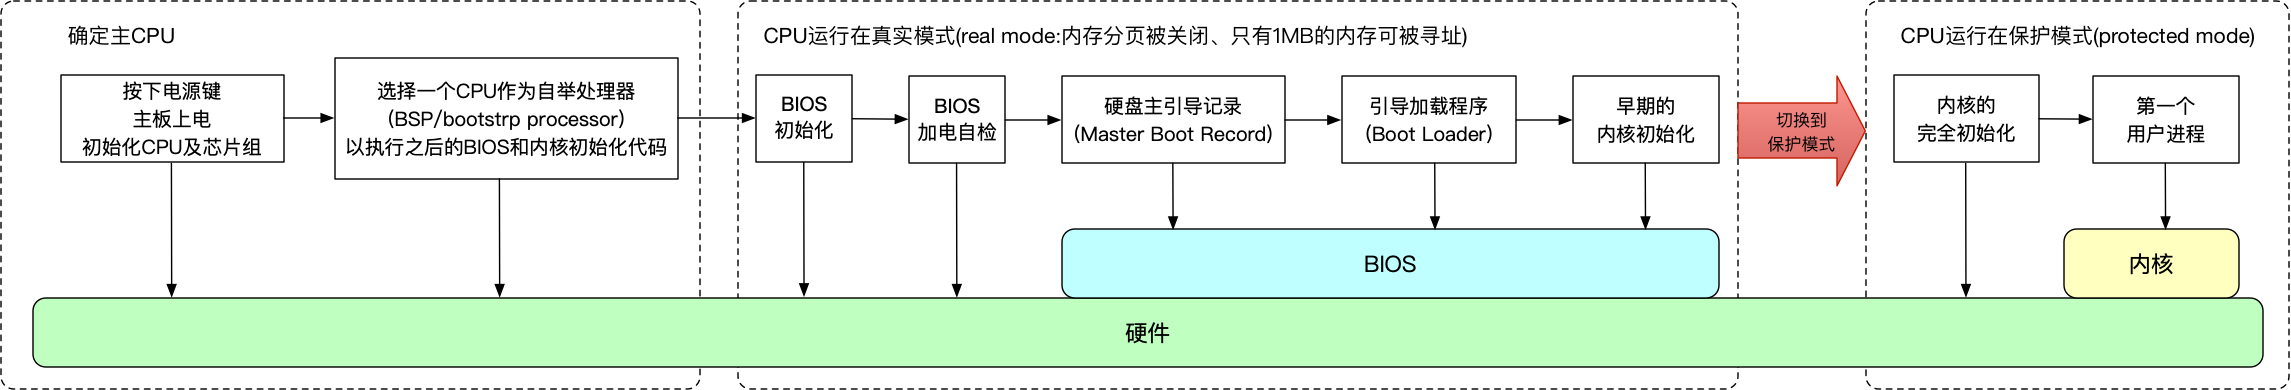 确定主CPU
按下电源键
主板上电
初始化CPU及芯片组
选择一个CPU作为自举处理器
(BSP/bootstrp processor)
以执行之后的BIOS和内核初始化代码
CPU运行在真实模式(real mode:内存分页被关闭、只有1MB的内存可被寻址)
BIOS
初始化
BIOS
加电自检
硬盘主引导记录
(Master Boot Record)
引导加载程序
(Boot Loader)
早期的
内核初始化
切换到
保护模式
CPU运行在保护模式(protected mode)
内核的
完全初始化
第一个
用户进程
BIOS
内核
硬件